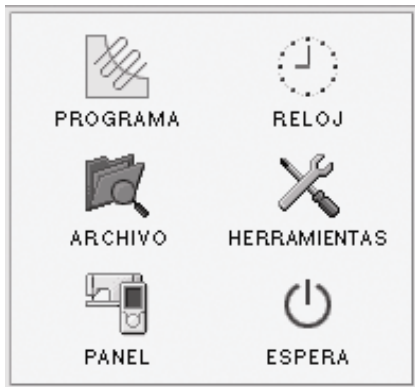 PROGRAMA
RELOJ
ARCHIVO
HERRAMIENTAS
PANEL
ESPERA